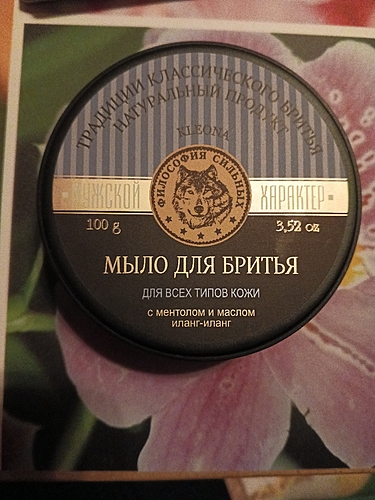 ТРАДИЦИИ КЛАССИЧЕСКОГО БРИТЬЯ
НАТУРАЛЬНЫЙ ПРОДУКТ
KLEONA
ФИЛОСОФИЯ СИЛЬНЫХ
МУЖСКОЙ ХАРАКТЕР
100 g 3,52 oz
МЫЛО ДЛЯ БРИТЬЯ
ДЛЯ ВСЕХ ТИПОВ КОЖИ
с ментолом и маслом
иланг-иланг